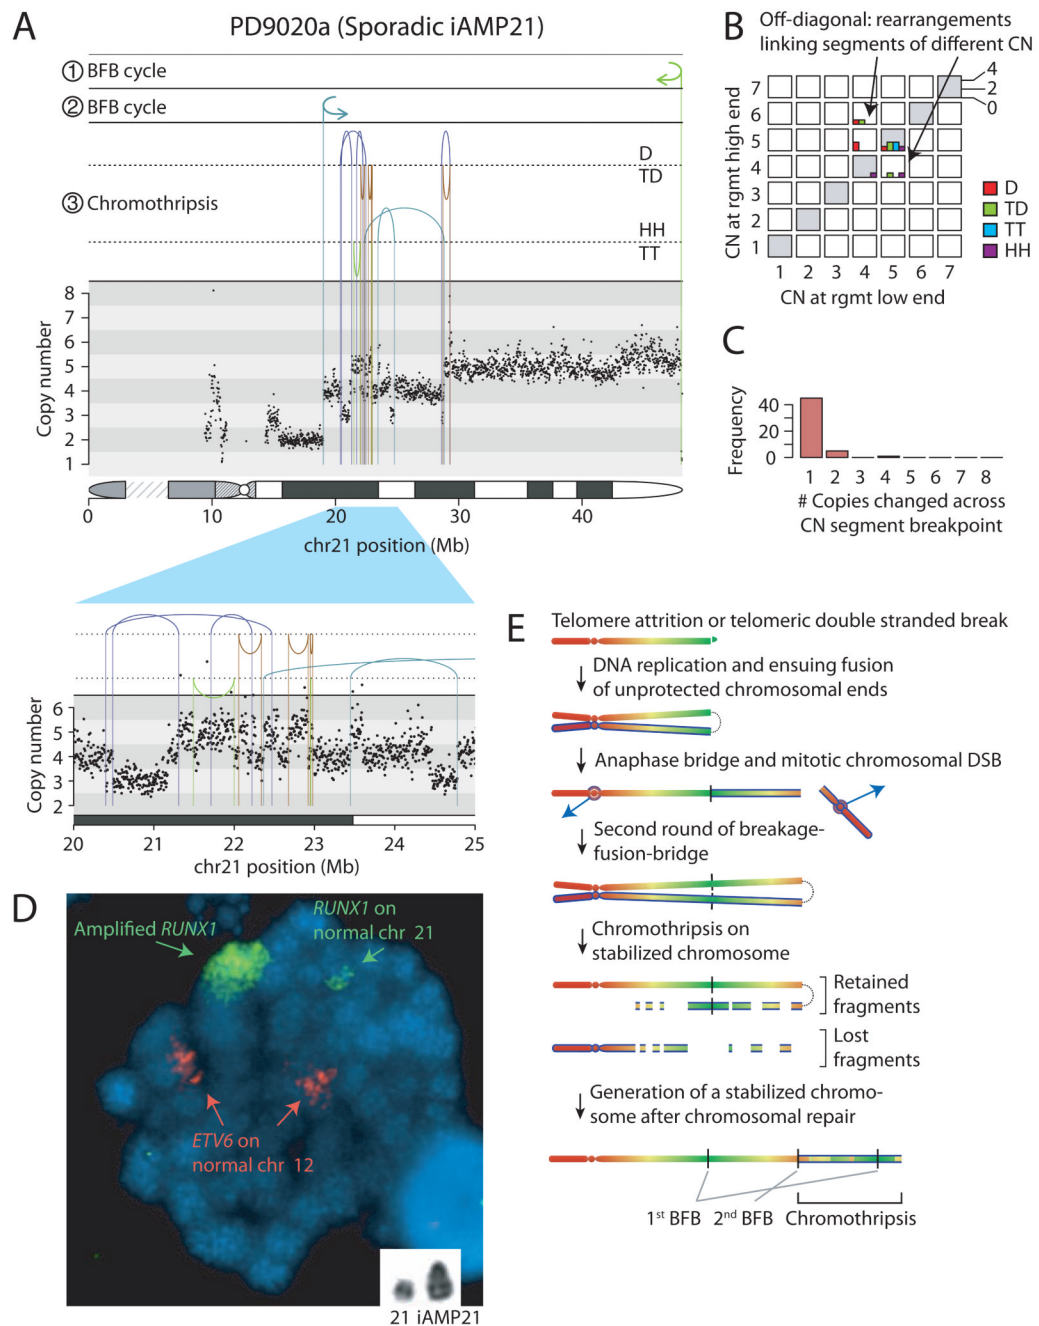 A
PD9020a (Sporadic iAMP21)
1 BFB cycle
2 BFB cycle
3 Chromothripsis
D
TD
HH
TT
Copy number
8
7
6
5
4
3
2
1
0 10 20 30 40
chr21 position (Mb)
Copy number
6
5
4
3
2
20 21 22 23 24 25
chr21 position (Mb)
B
Off-diagonal: rearrangements
linking segments of different CN
CN at rgmt high end
7
6
5
4
3
2
1
4
2
0
1 2 3 4 5 6 7
CN at rgmt low end
D
TD
TT
HH
C
Frequency
40
20
0
1 2 3 4 5 6 7 8
# Copies changed across
CN segment breakpoint
D
Amplified RUNX1
RUNX1 on
normal chr 21
ETV6 on
normal chr 12
21 iAMP21
E
Telomere attrition or telomeric double stranded break
DNA replication and ensuing fusion
of unprotected chromosomal ends
Anaphase bridge and mitotic chromosomal DSB
Second round of breakage-
fusion-bridge
Chromothripsis on
stabilized chromosome
Retained
fragments
Lost
fragments
Generation of a stabilized chromo-
some after chromosomal repair
1st BFB 2nd BFB Chromothripsis